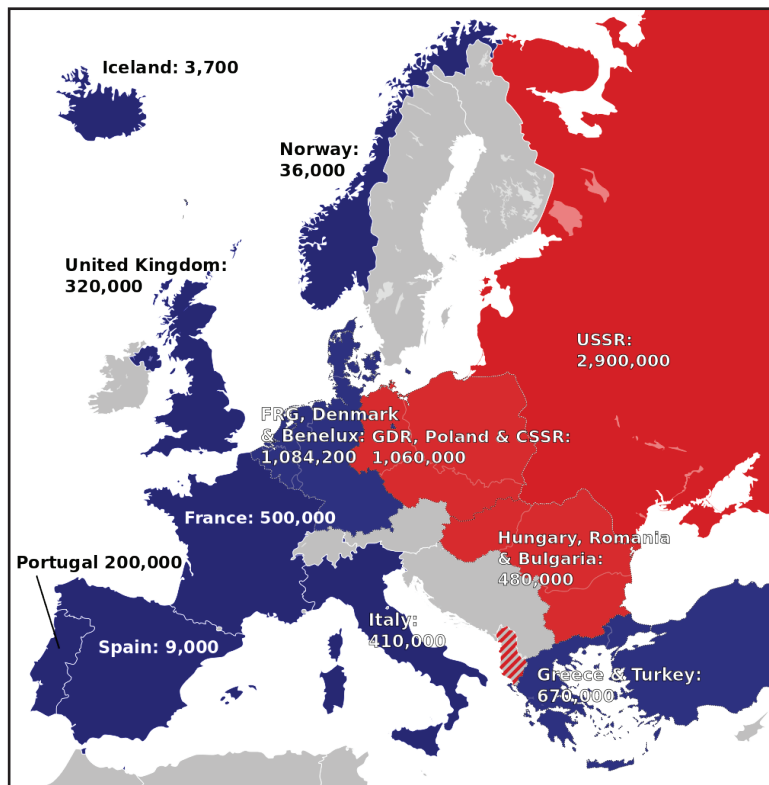 Iceland: 3,700
Norway:
36,000
United Kingdom:
320,000
USSR:
2,900,000
FRG, Denmark
& Benelux:
1,084,200
GDR, Poland & CSSR:
1,060,000
France: 500,000
Hungary, Romania
& Bulgaria:
480,000
Portugal 200,000
Italy:
410,000
Spain: 9,000
Greece & Turkey:
670,000